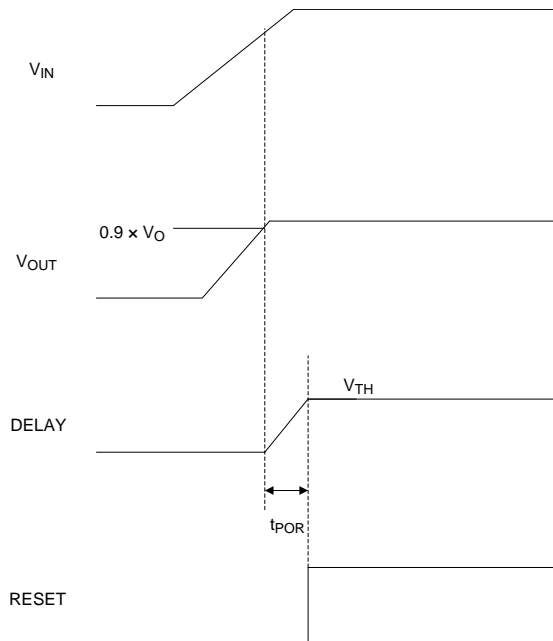 VIN
0.9 × VO
VOUT
VTH
DELAY
tPOR
RESET